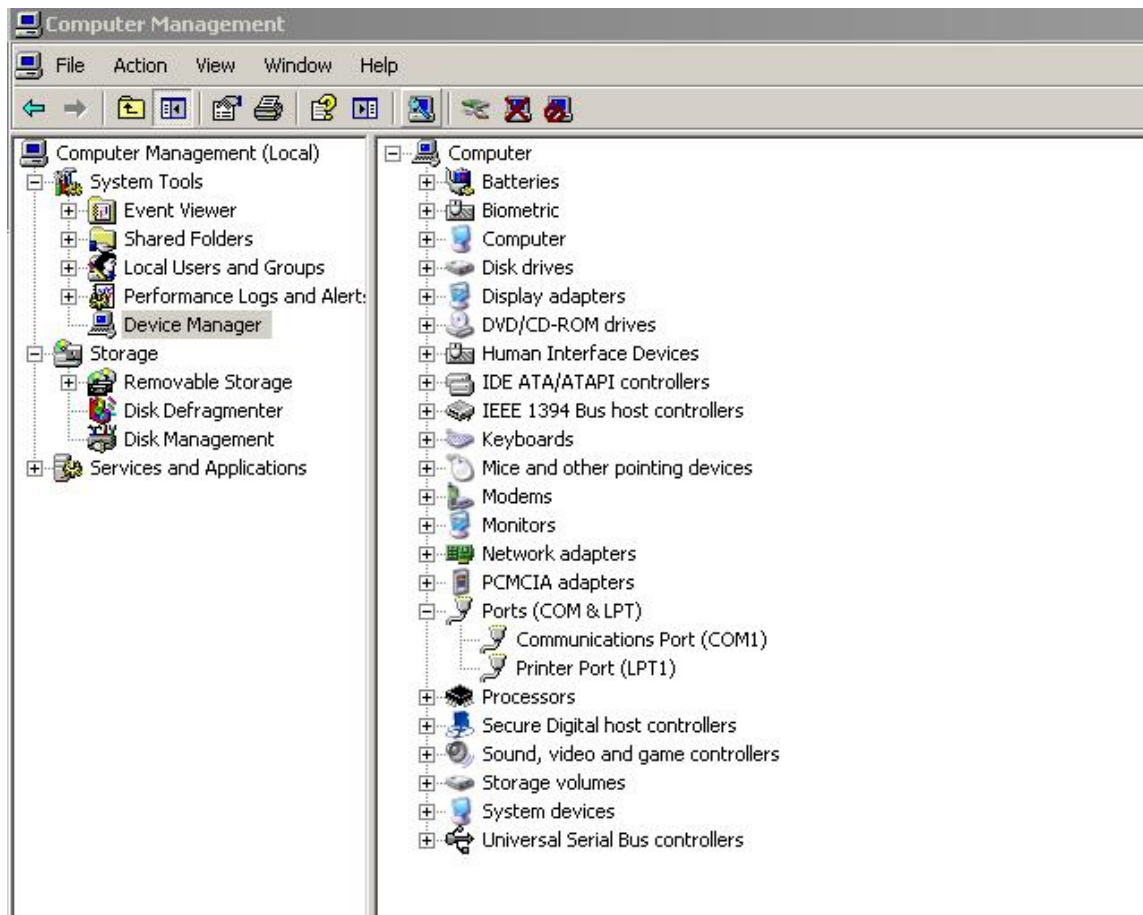 Computer Management
File Action View Window Help
Computer Management (Local)
System Tools
Event Viewer
Shared Folders
Local Users and Groups
Performance Logs and Alert
Device Manager
Storage
Removable Storage
Disk Defragmenter
Disk Management
Services and Applications
Computer
Batteries
Biometric
Computer
Disk drives
Display adapters
DVD/CD-ROM drives
Human Interface Devices
IDE ATA/ATAPI controllers
IEEE 1394 Bus host controllers
Keyboards
Mice and other pointing devices
Modems
Monitors
Network adapters
PCMCIA adapters
Ports (COM & LPT)
Communications Port (COM1)
Printer Port (LPT1)
Processors
Secure Digital host controllers
Sound, video and game controllers
Storage volumes
System devices
Universal Serial Bus controllers